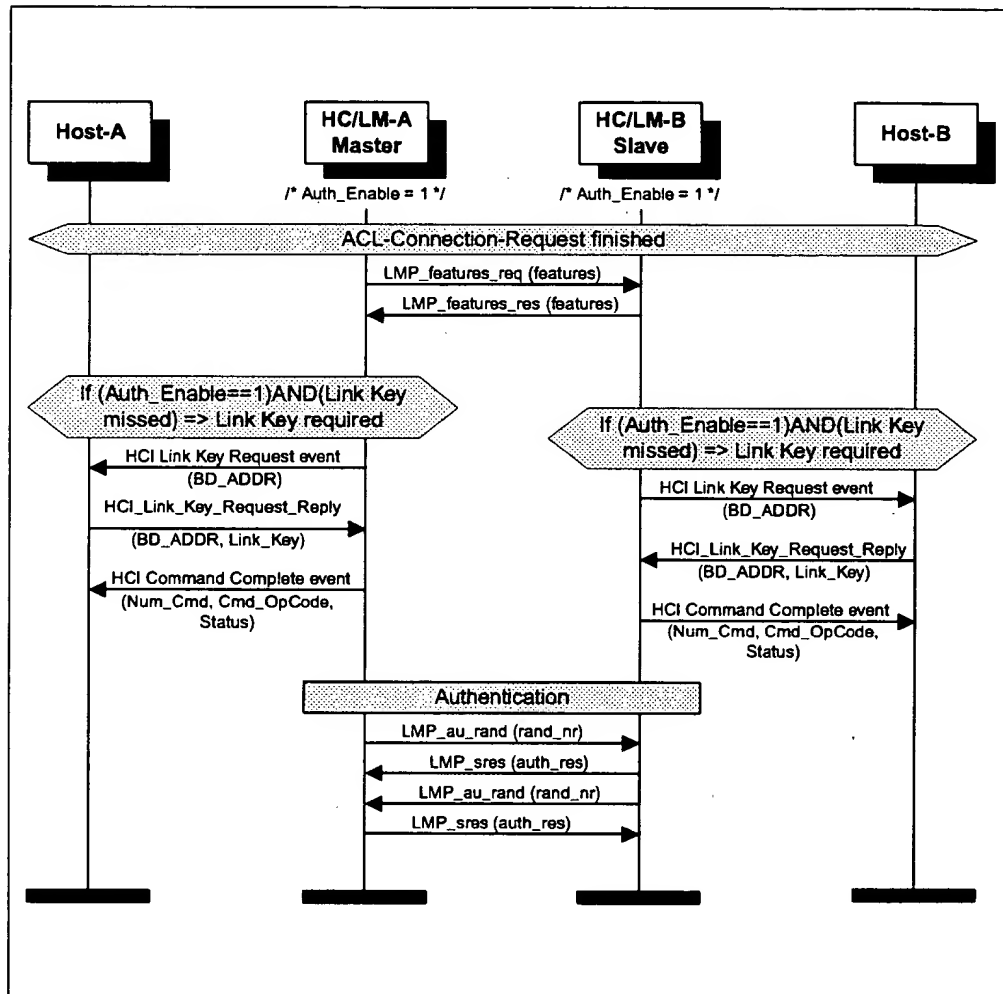 Host-A
HC/LM-A
Master
HC/LM-B
Slave
Host-B
/* Auth_Enable = 1 */
/* Auth_Enable = 1 */
ACL-Connection-Request finished
LMP_features_req (features)
LMP_features_res (features)
If (Auth_Enable==1)AND(Link Key
missed) => Link Key required
If (Auth_Enable==1)AND(Link Key
missed) => Link Key required
HCI Link Key Request event
(BD_ADDR)
HCI Link Key Request event
(BD_ADDR)
HCI_Link_Key_Request_Reply
(BD_ADDR, Link_Key)
HCI_Link_Key_Request_Reply
(BD_ADDR, Link_Key)
HCI Command Complete event
(Num_Cmd, Cmd_OpCode,
Status)
HCI Command Complete event
(Num_Cmd, Cmd_OpCode,
Status)
Authentication
LMP_au_rand (rand_nr)
LMP_sres (auth_res)
LMP_au_rand (rand_nr)
LMP_sres (auth_res)